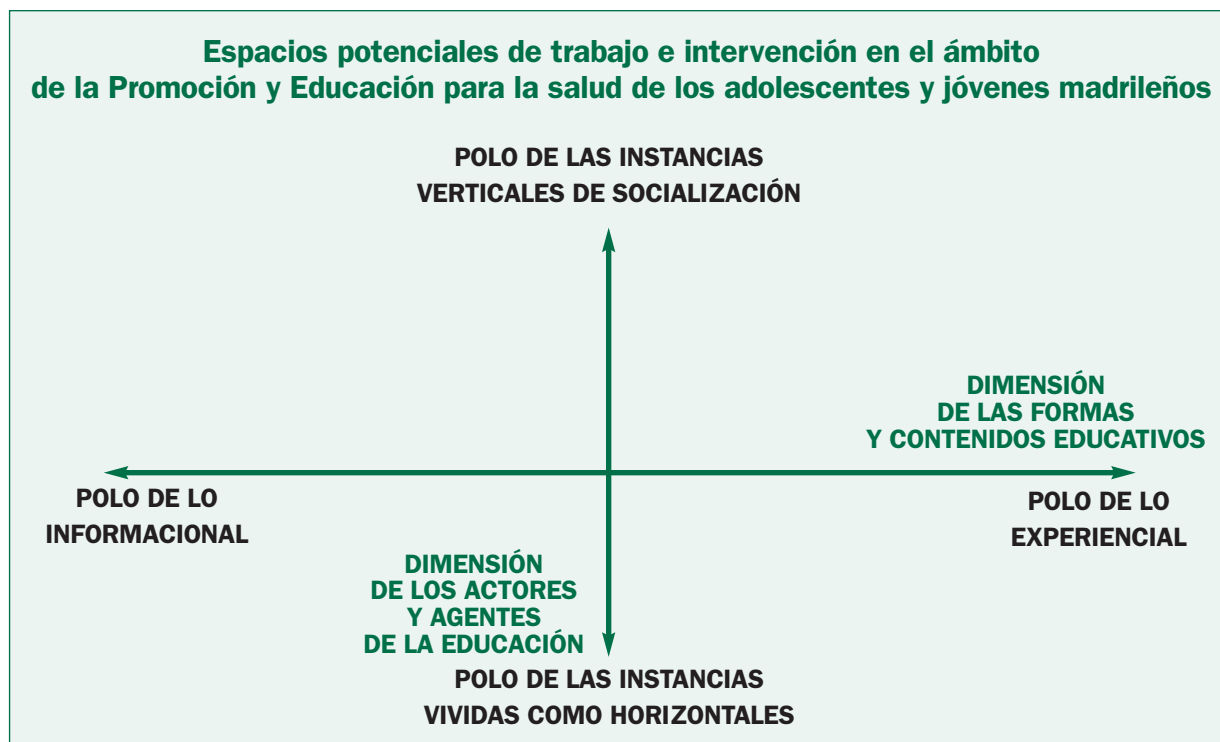 Espacios potenciales de trabajo e intervención en el ámbito
de la Promoción y Educación para la salud de los adolescentes y jóvenes madrileños
POLO DE LAS INSTANCIAS
VERTICALES DE SOCIALIZACIÓN
DIMENSIÓN
DE LAS FORMAS
Y CONTENIDOS EDUCATIVOS
POLO DE LO
INFORMACIONAL
POLO DE LO
EXPERIENCIAL
DIMENSIÓN
DE LOS ACTORES
Y AGENTES
DE LA EDUCACIÓN
POLO DE LAS INSTANCIAS
VIVIDAS COMO HORIZONTALES